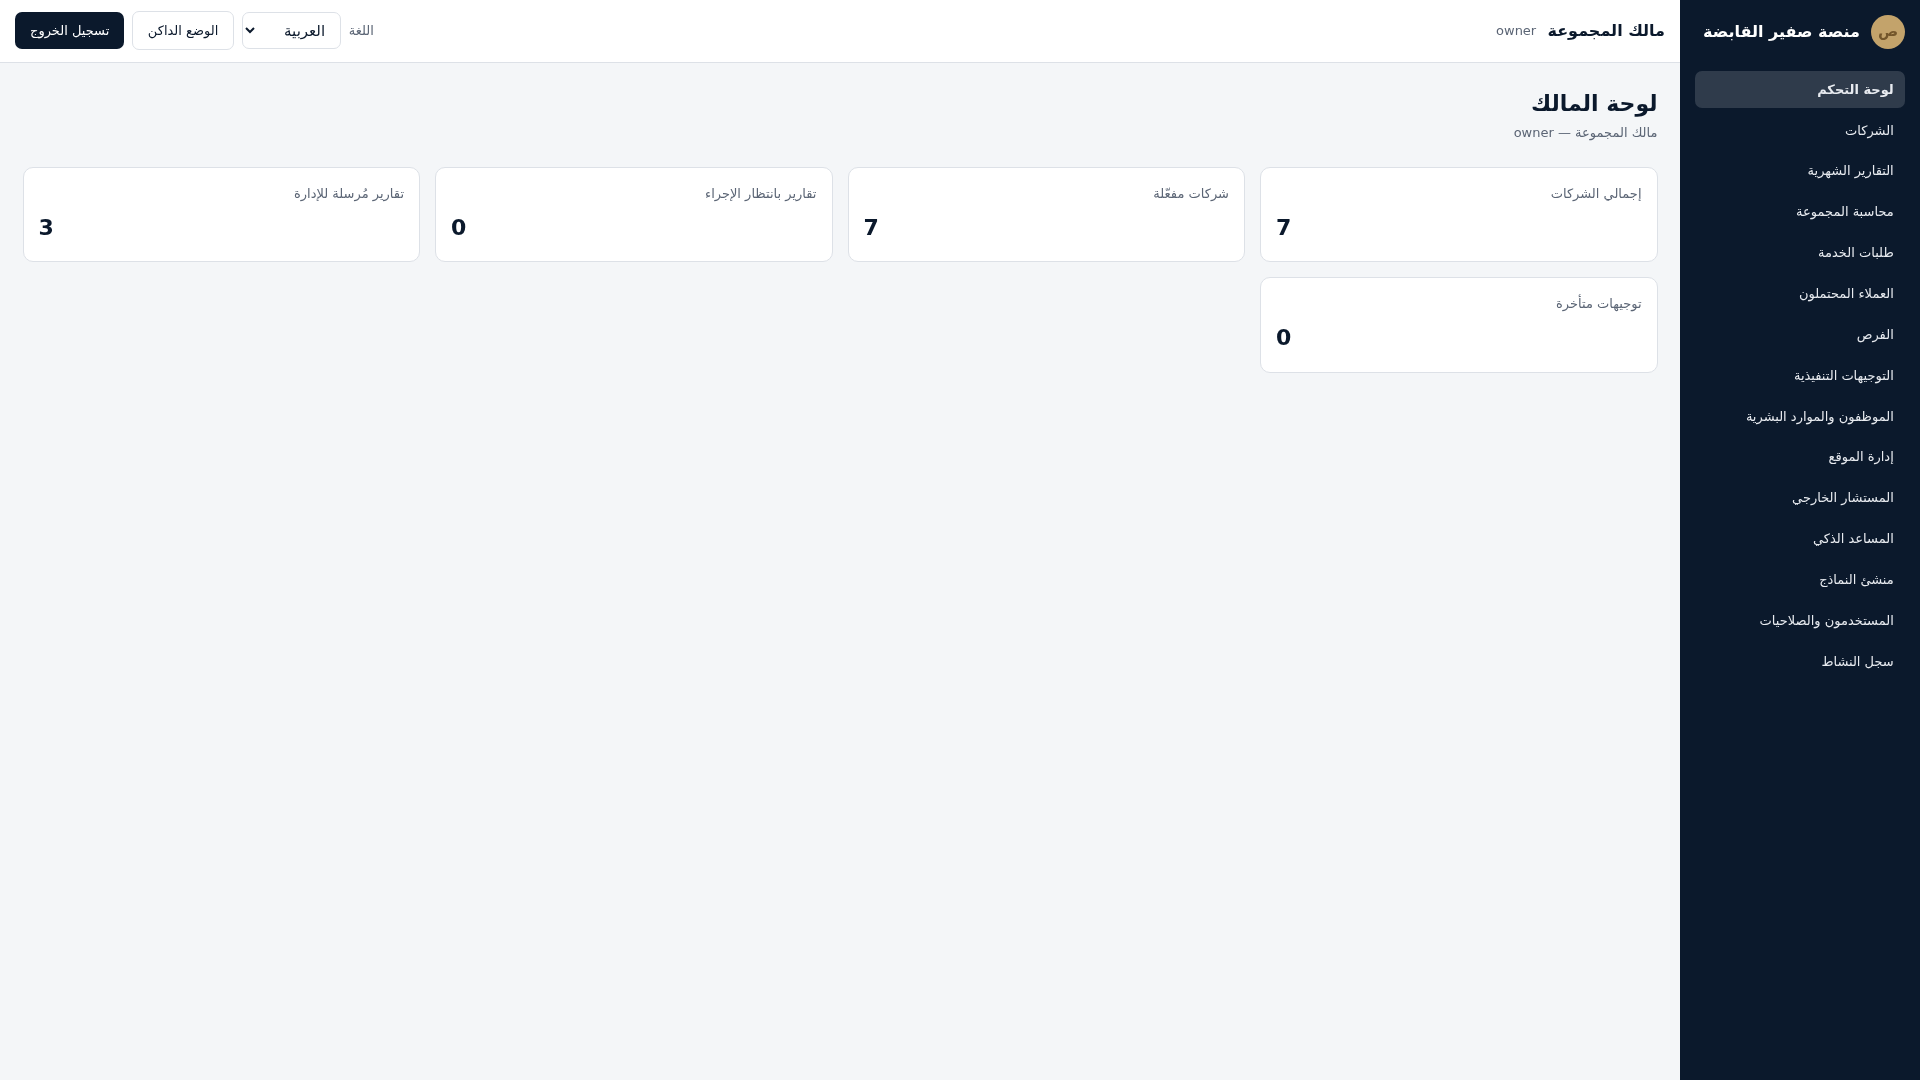 ص
منصة صفير القابضة
لوحة التحكم
الشركات
التقارير الشهرية
محاسبة المجموعة
طلبات الخدمة
العملاء المحتملون
الفرص
التوجيهات التنفيذية
الموظفون والموارد البشرية
إدارة الموقع
المستشار الخارجي
المساعد الذكي
منشئ النماذج
المستخدمون والصلاحيات
سجل النشاط
مالك المجموعة owner
اللغة
العربية
الوضع الداكن
تسجيل الخروج
لوحة المالك
مالك المجموعة — owner
إجمالي الشركات
7
شركات مفعّلة
7
تقارير بانتظار الإجراء
0
تقارير مُرسلة للإدارة
3
توجيهات متأخرة
0